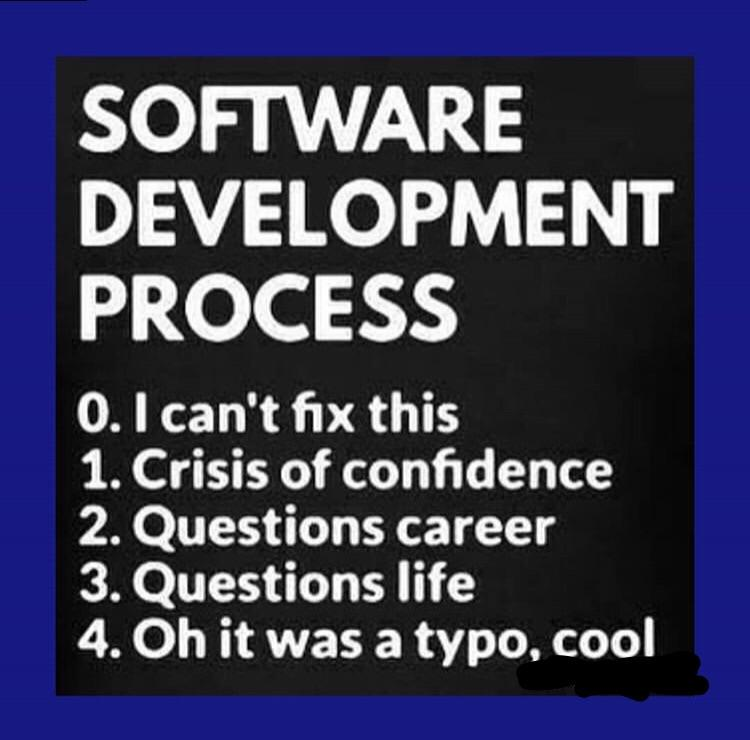 SOFTWARE
DEVELOPMENT
PROCESS
0. I can't fix this
1. Crisis of confidence
2. Questions career
3. Questions life
4. Oh it was a typo, cool